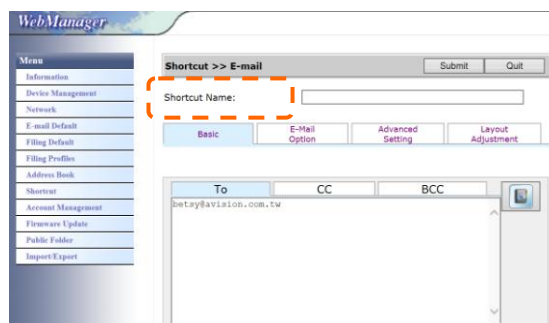 WebManager
Menu
Information
Device Management
Network
E-mail Default
Filing Default
Filing Profiles
Address Book
Shortcut
Account Management
Firmware Update
Public Folder
Import/Export
Shortcut >> E-mail
Submit
Quit
Shortcut Name:
Basic
E-Mail
Option
Advanced
Setting
Layout
Adjustment
To
CC
BCC
betsy@avision.com.tw